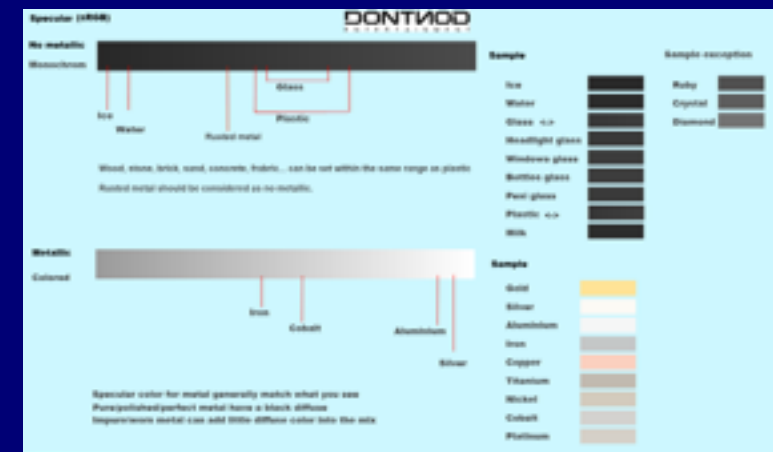 Specular (sRGB)
DONTNOD
ENTERTAINMENT
No metallic
Monochrom
Glass
Ice
Plastic
Water
Rusted metal
Wood, stone, brick, sand, concrete, frabric... can be set within the same range as plastic
Rusted metal should be considered as no metallic.
Metallic
Colored
Iron
Cobalt
Aluminium
Silver
Specular color for metal generally match what you see
Pure/polished/perfect metal have a black diffuse
Impure/worn metal can add little diffuse color into the mix
Sample
Ice
Water
Glass <>
Headlight glass
Windows glass
Bottles glass
glass
Plastic <>
Milk
Sample exception
Ruby
Crystal
Diamond
Sample
Gold
Silver
Aluminium
Iron
Copper
Titanium
Nickel
Cobalt
Platinum